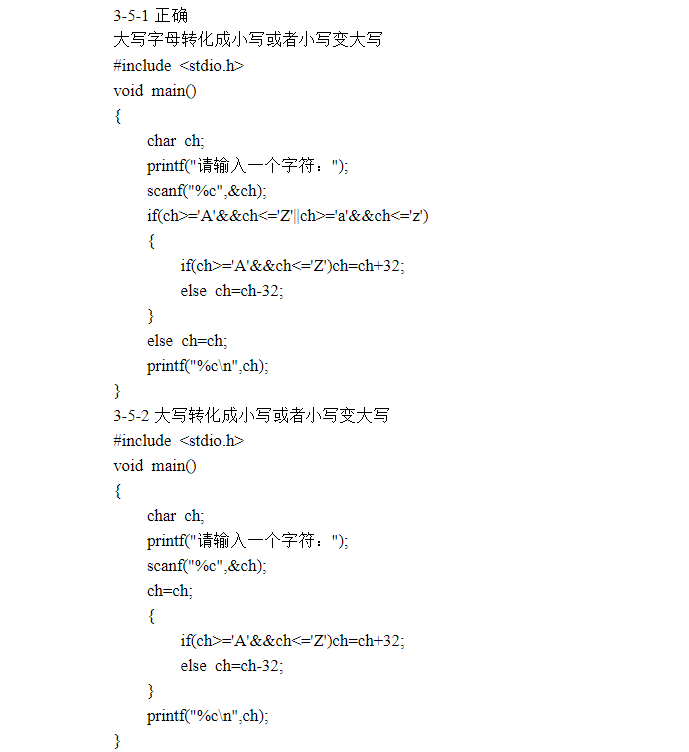 3-5-1 正确
大写字母转化成小写或者小写变大写
#include <stdio.h>
void main()
{
char ch;
printf("请输入一个字符：");
scanf("%c",&ch);
if(ch>='A'&&ch<='Z'||ch>='a'&&ch<='z')
{
if(ch>='A'&&ch<='Z')ch=ch+32;
else ch=ch-32;
}
else ch=ch;
printf("%c\n",ch);
}
3-5-2 大写转化成小写或者小写变大写
#include <stdio.h>
void main()
{
char ch;
printf("请输入一个字符：");
scanf("%c",&ch);
ch=ch;
{
if(ch>='A'&&ch<='Z')ch=ch+32;
else ch=ch-32;
}
printf("%c\n",ch);
}